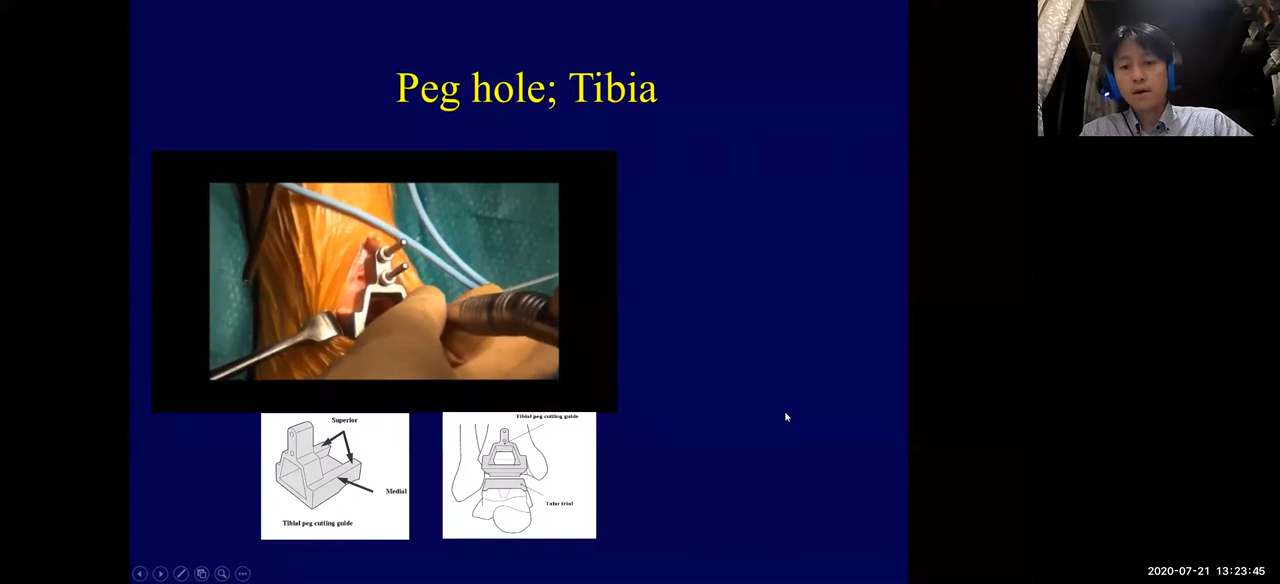 Peg hole; Tibia
Superior
Medial
Tibial peg cutting guide
Tibial peg cutting guide
Talar trial
2020-07-21 13:23:45